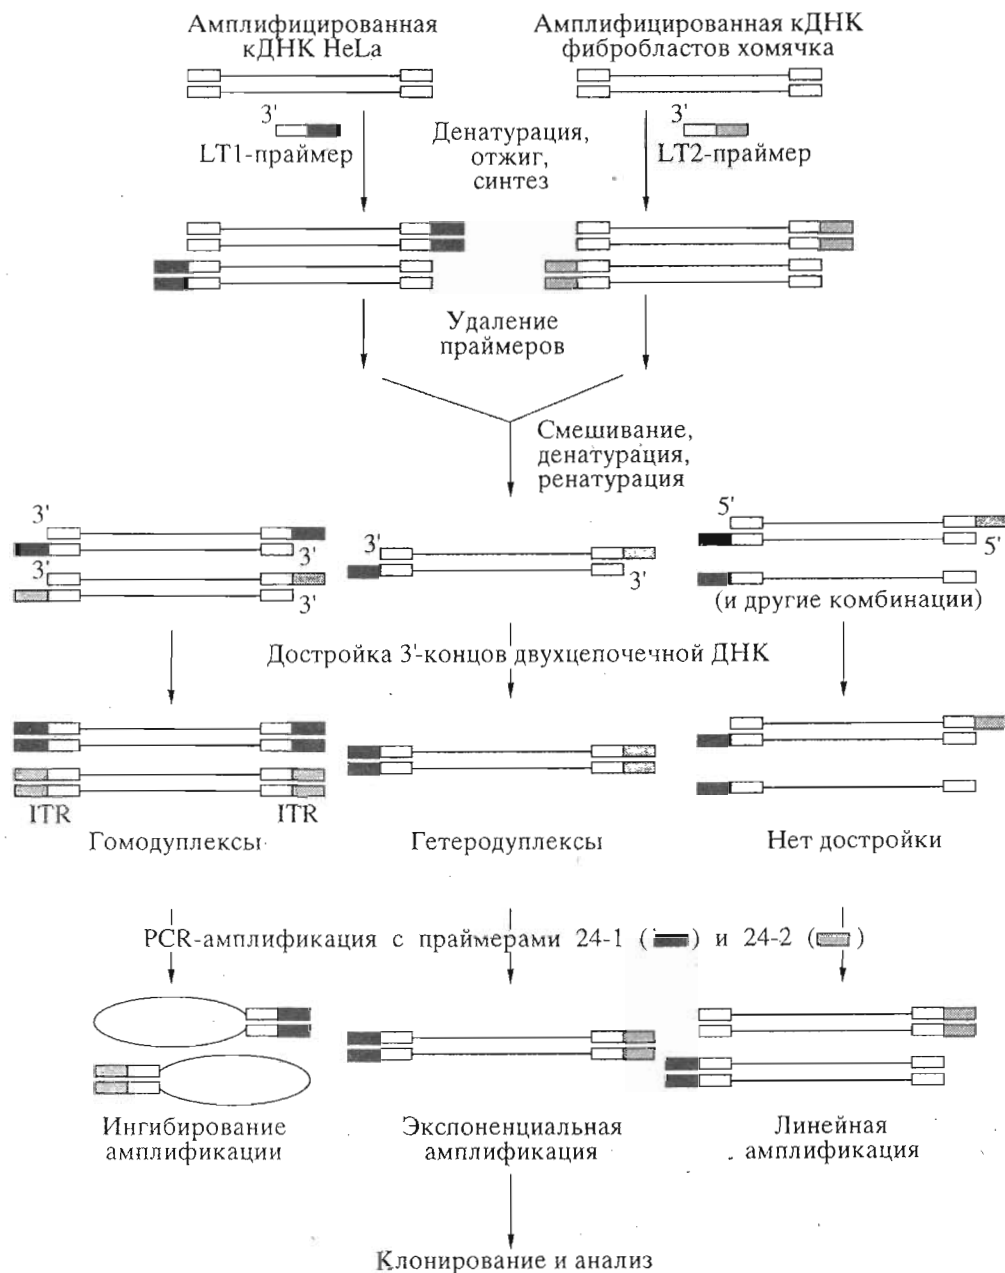 Амплифицированная
кДНК HeLa
Амплифицированная кДНК
фибробластов хомячка
3'
LT1-праймер
Денатурация,
отжиг,
синтез
3'
LT2-праймер
Удаление
праймеров
Смешивание,
денатурация,
ренатурация
3'
3'
3'
3'
3'
3'
5'
5'
(и другие комбинации)
Достройка 3'-концов двухцепочечной ДНК
ITR
ITR
Гомодуплексы
Гетеродуплексы
Нет достройки
PCR-амплификация с праймерами 24-1 ( ) и 24-2 ( )
Ингибирование
амплификации
Экспоненциальная
амплификация
Линейная
амплификация
Клонирование и анализ